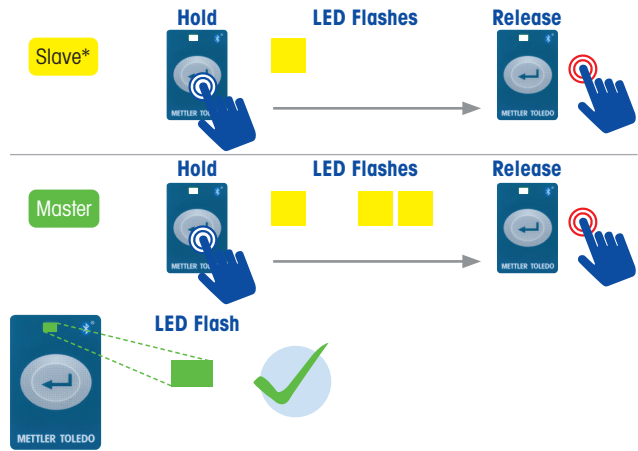 Hold LED Flashes Release
Slave*
METTLER TOLEDO
METTLER TOLEDO
Hold LED Flashes Release
Master
METTLER TOLEDO
METTLER TOLEDO
LED Flash
METTLER TOLEDO